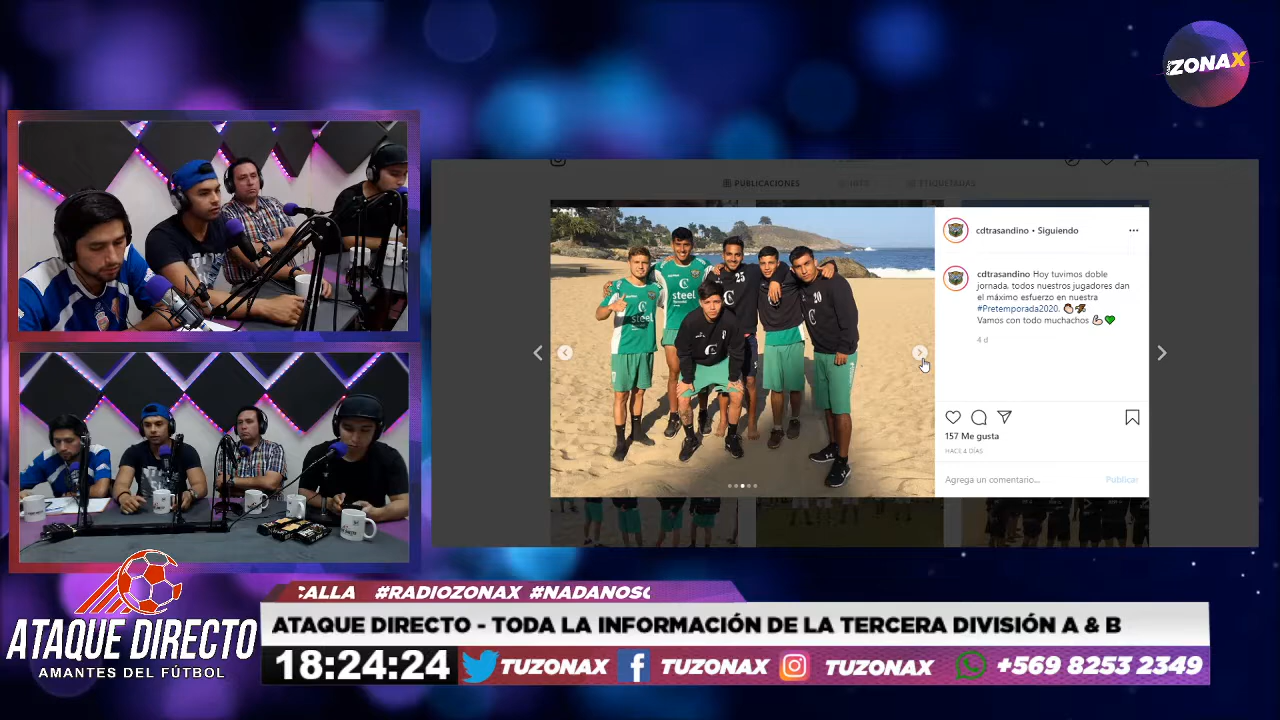 ZONAX
PUBLICACIONES
IGTV
ETIQUETADAS
cdtrasandino • Siguiendo
cdtrasandino Hoy tuvimos doble
jornada, todos nuestros jugadores dan
el máximo esfuerzo en nuestra
#Pretemporada2020.
Vamos con todo muchachos
4 d
157 Me gusta
HACE 4 DÍAS
Agrega un comentario...
Publicar
steel
steel
25
20
ATAQUE DIRECTO
AMANTES DEL FÚTBOL
CALLA #RADIOZONAX #NADANOS
ATAQUE DIRECTO - TODA LA INFORMACIÓN DE LA TERCERA DIVISIÓN A & B
18:24:24
TUZONAX
TUZONAX
TUZONAX
+569 8253 2349